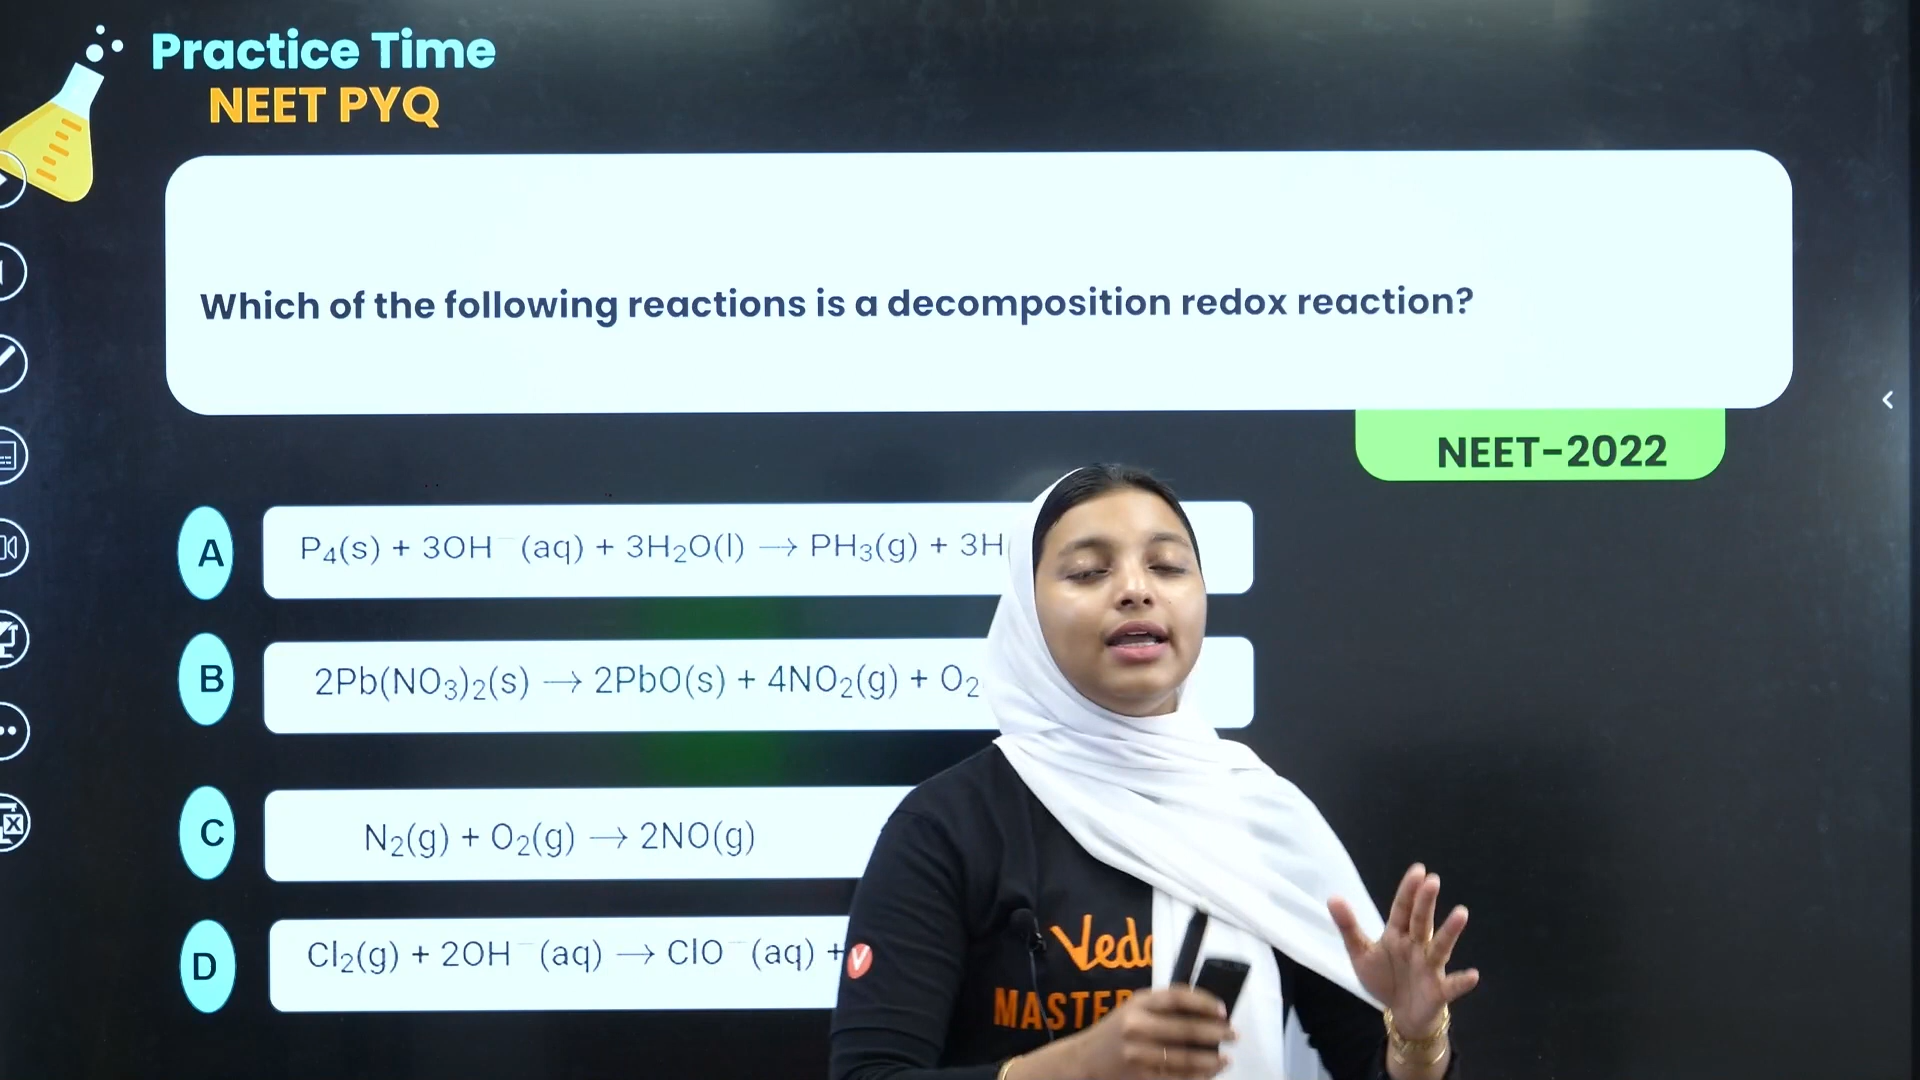 Practice Time
NEET PYQ
Which of the following reactions is a decomposition redox reaction?
NEET-2022
A P₄(s) + 3OH⁻(aq) + 3H₂O(l) → PH₃(g) + 3H
B 2Pb(NO₃)₂(s) → 2PbO(s) + 4NO₂(g) + O₂
C N₂(g) + O₂(g) → 2NO(g)
D Cl₂(g) + 2OH⁻(aq) → ClO⁻(aq) +
V
Veda
MASTER